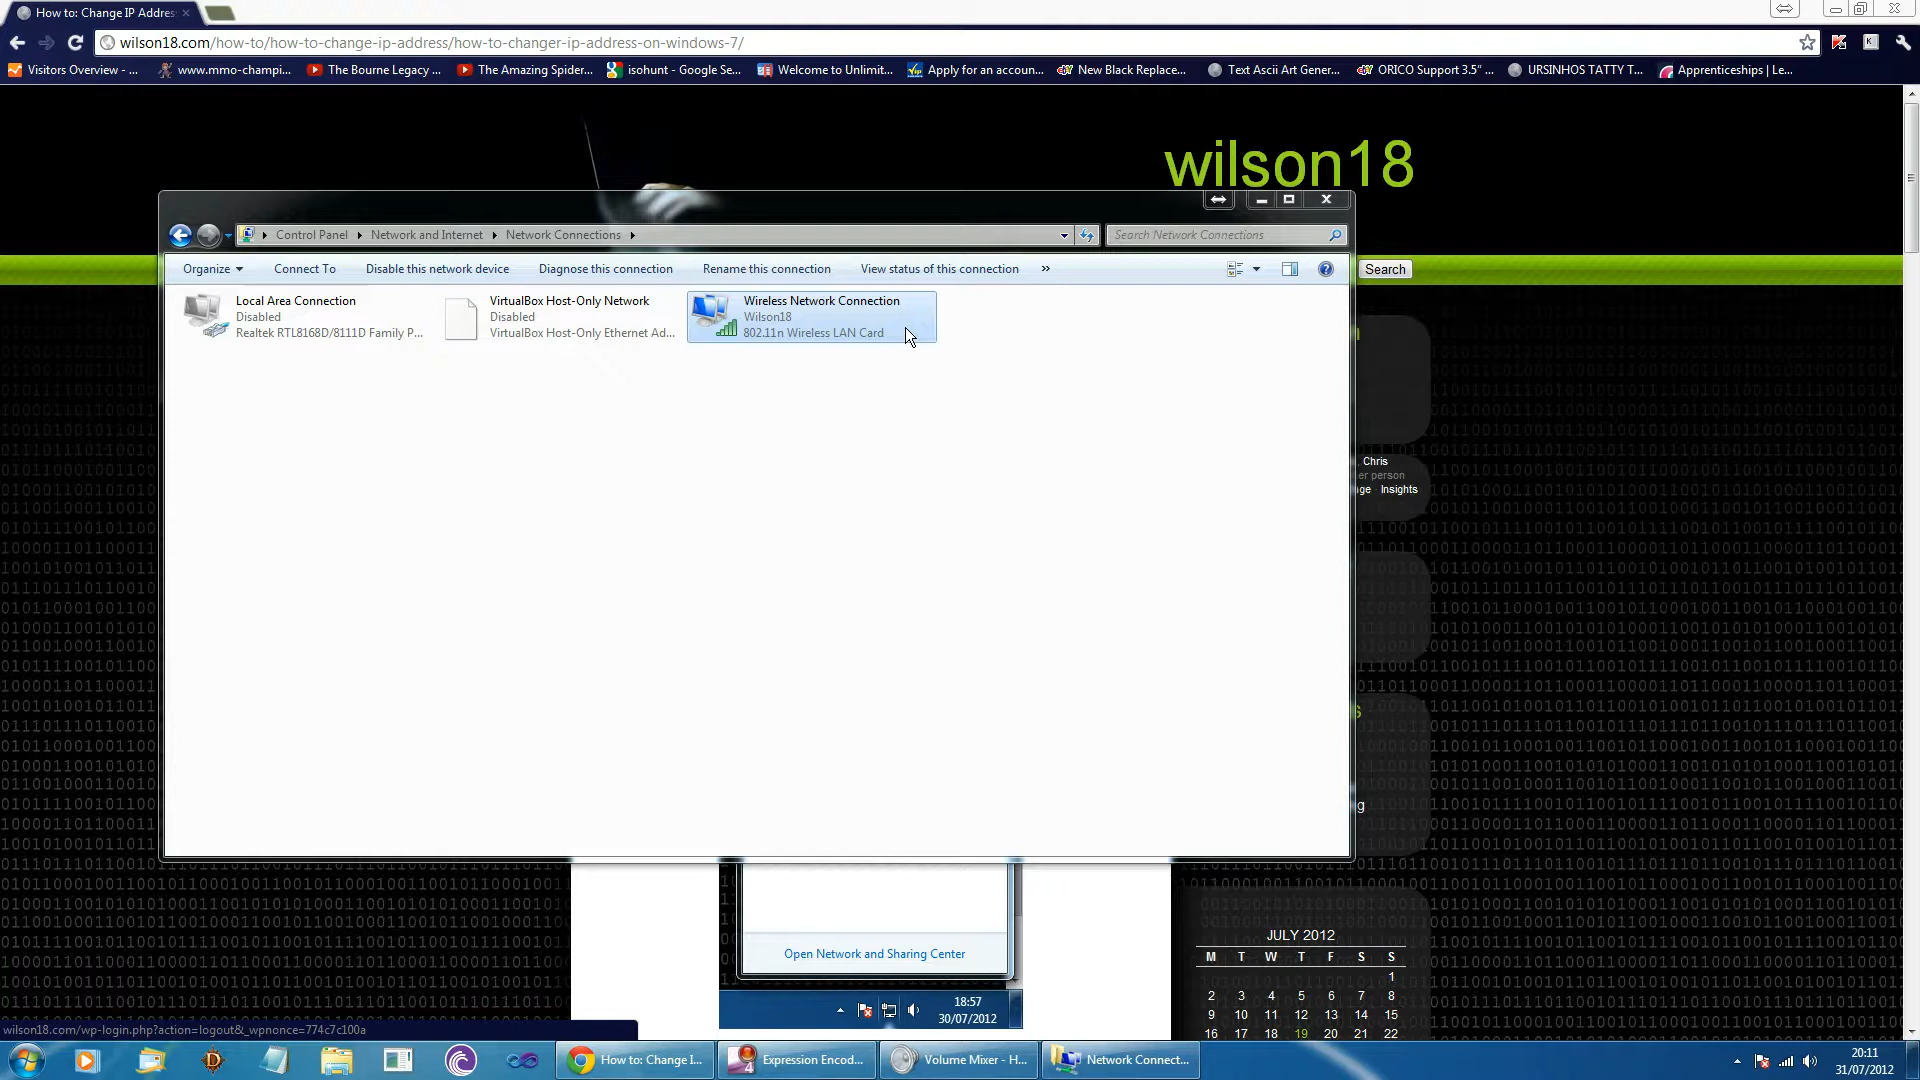 How to: Change IP Addres
wilson18.com/how-to/how-to-change-ip-address/how-to-changer-ip-address-on-windows-7/
Visitors Overview - ...
www.mmo-champi...
The Bourne Legacy ...
The Amazing Spider...
isohunt - Google Se...
Welcome to Unlimit...
Apply for an accoun...
New Black Replace...
Text Ascii Art Gener...
ORICO Support 3.5" ...
URSINHOS TATTY T...
Apprenticeships | Le...
wilson18
Control Panel
Network and Internet
Network Connections
Search Network Connections
Organize
Connect To
Disable this network device
Diagnose this connection
Rename this connection
View status of this connection
»
Search
Local Area Connection
Disabled
Realtek RTL8168D/8111D Family P...
VirtualBox Host-Only Network
Disabled
VirtualBox Host-Only Ethernet Ad...
Wireless Network Connection
Wilson18
802.11n Wireless LAN Card
Chris
er person
ge · Insights
g
Open Network and Sharing Center
18:57
30/07/2012
JULY 2012
M T W T F S S
1
2 3 4 5 6 7 8
9 10 11 12 13 14 15
16 17 18 19 20 21 22
wilson18.com/wp-login.php?action=logout&_wpnonce=774c7c100a
How to: Change I...
Expression Encod...
Volume Mixer - H...
Network Connect...
20:11
31/07/2012